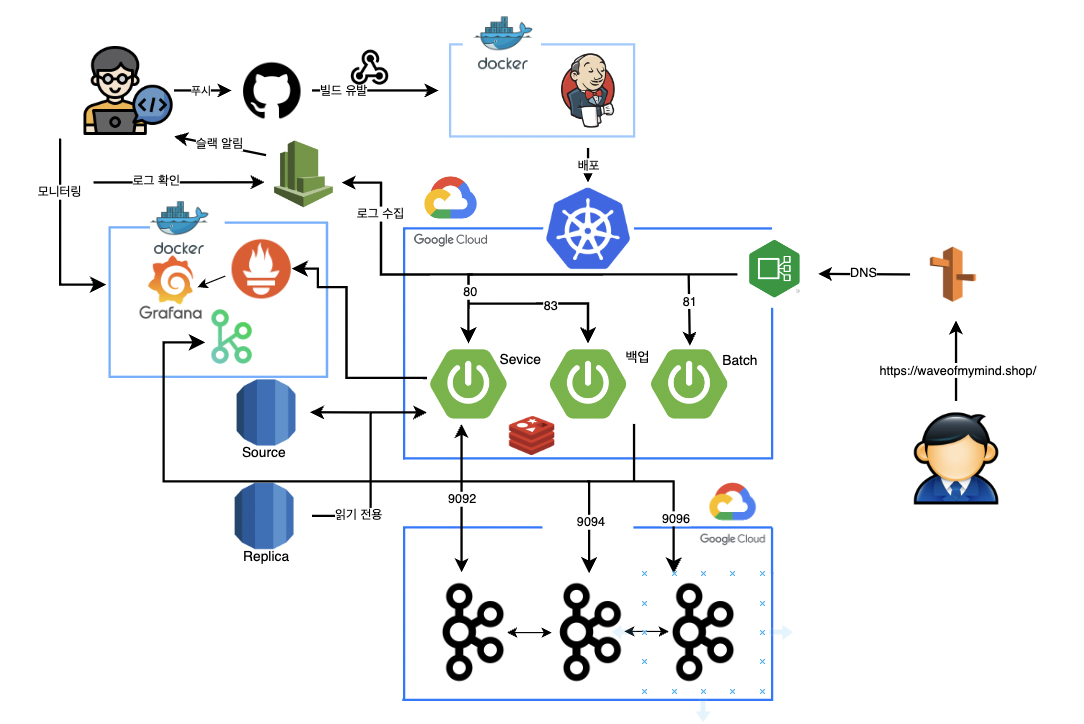 docker
푸시
빌드 유발
슬랙 알림
배포
모니터링
로그 확인
로그 수집
Google Cloud
docker
DNS
80
83
81
Grafana
Sevice
백업
Batch
https://waveofmymind.shop/
Source
9092
읽기 전용
9094
9096
Replica
Google Cloud